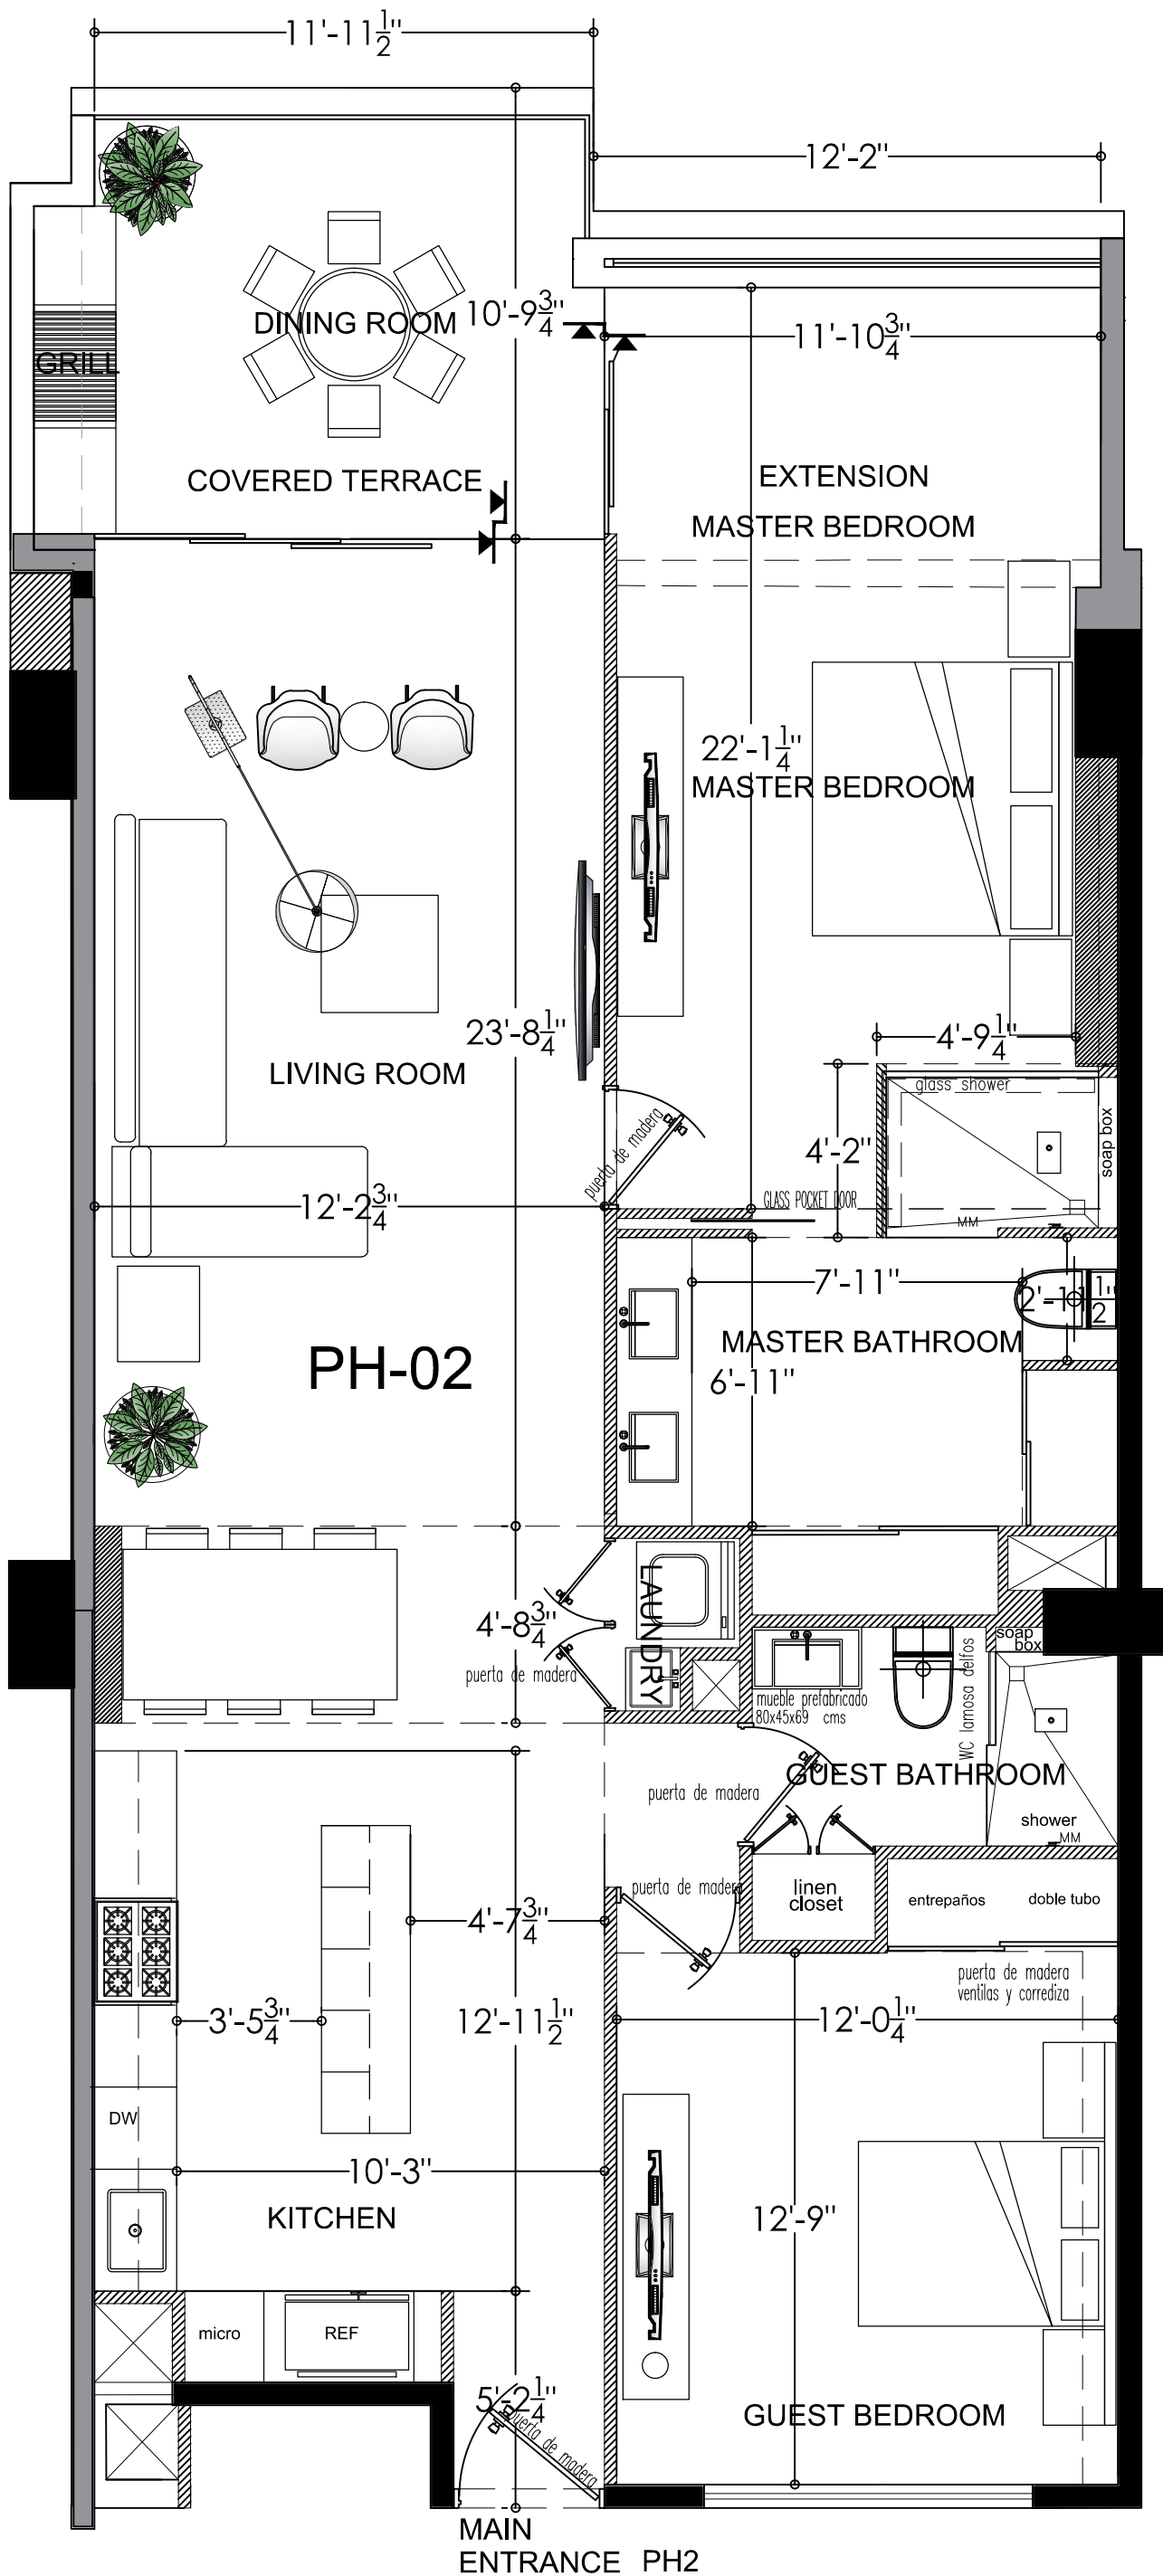 11'-11 1/2"
12'-2"
DINING ROOM
10'-9 3/4"
11'-10 3/4"
GRILL
COVERED TERRACE
EXTENSION
MASTER BEDROOM
22'-1 1/4"
MASTER BEDROOM
23'-8 1/4"
4'-9 1/4"
LIVING ROOM
glass shower
puerta de madera
4'-2"
soap box
12'-2 3/4"
GLASS POCKET DOOR
MM
7'-11"
2'-11 1/2"
MASTER BATHROOM
PH-02
6'-11"
LAUNDRY
4'-8 3/4"
puerta de madera
soap
box
mueble prefabricado
80x45x69 cms
WC lamosa delfos
GUEST BATHROOM
puerta de madera
shower
MM
puerta de madera
linen
closet
entrepaños
doble tubo
4'-7 3/4"
puerta de madera
ventilas y corrediza
3'-5 3/4"
12'-11 1/2"
12'-0 1/4"
DW
10'-3"
KITCHEN
12'-9"
micro
REF
5'-2 1/4"
puerta de madera
GUEST BEDROOM
MAIN
ENTRANCE PH2